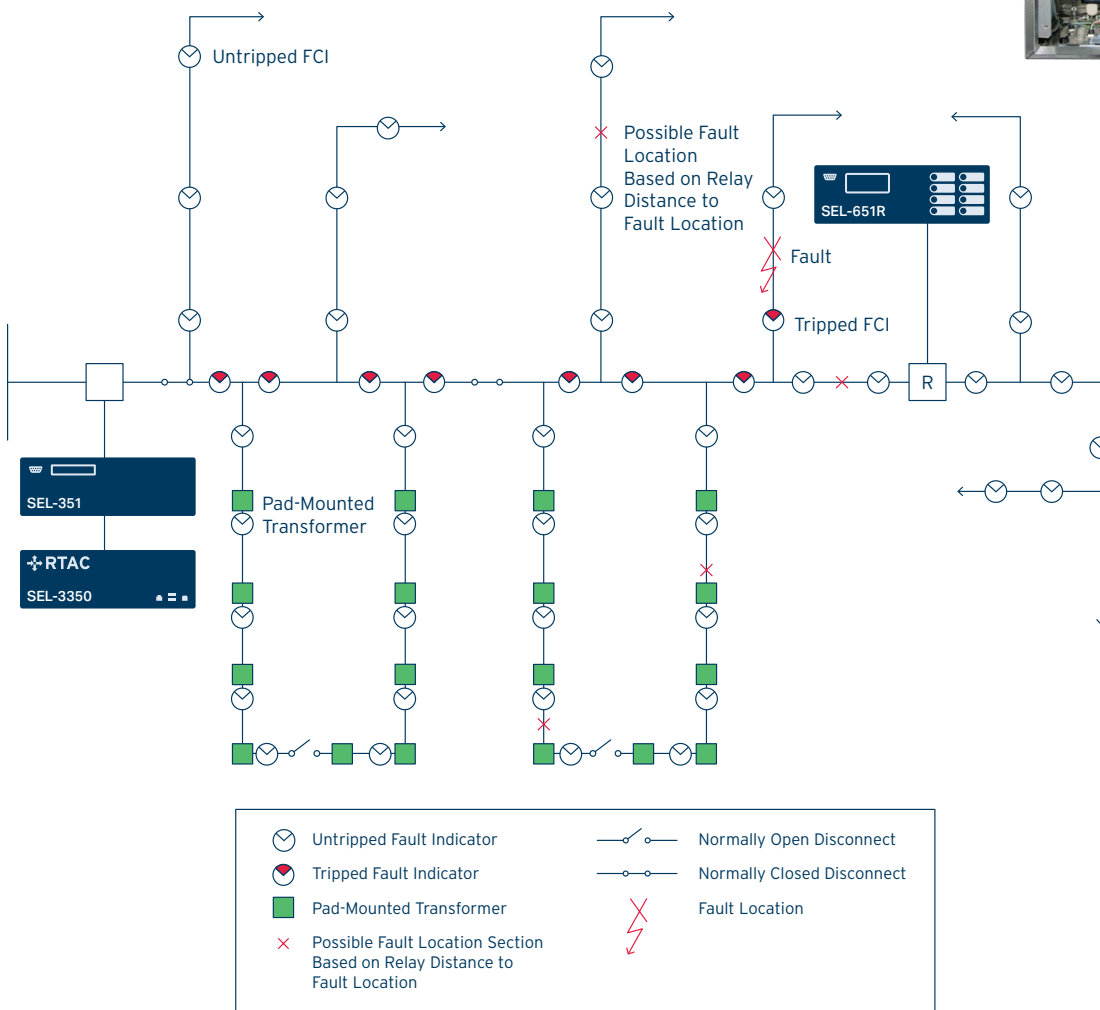 Untripped FCI
Possible Fault
Location
Based on Relay
Distance to
Fault Location
SEL-651R
Fault
Tripped FCI
R
SEL-351
Pad-Mounted
Transformer
RTAC
SEL-3350
Untripped Fault Indicator
Normally Open Disconnect
Tripped Fault Indicator
Normally Closed Disconnect
Pad-Mounted Transformer
Fault Location
Possible Fault Location Section
Based on Relay Distance to
Fault Location